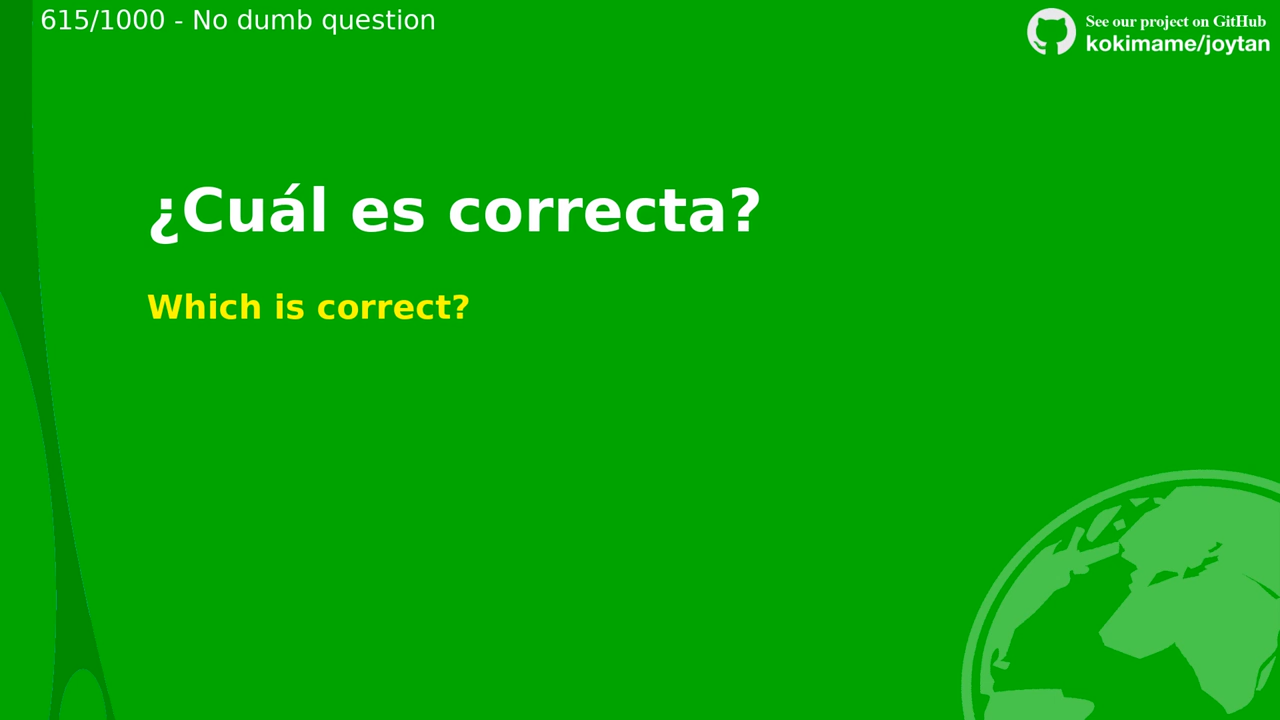 615/1000 - No dumb question
See our project on GitHub
kokimame/joytan
¿Cuál es correcta?
Which is correct?